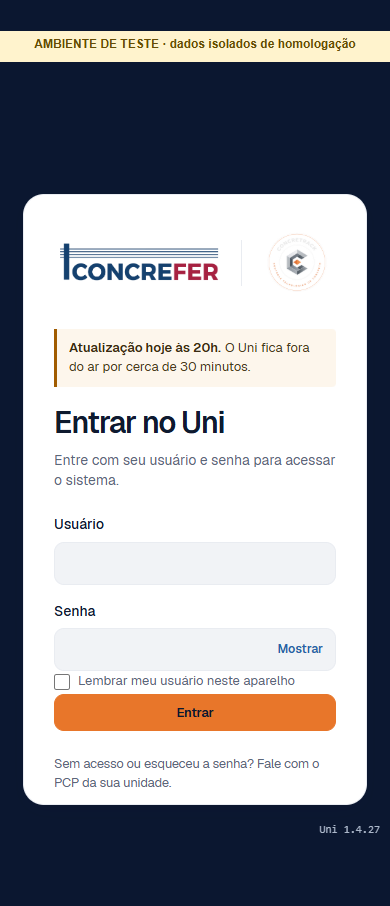 AMBIENTE DE TESTE · dados isolados de homologação
CONCREFER
Atualização hoje às 20h. O Uni fica fora
do ar por cerca de 30 minutos.
Entrar no Uni
Entre com seu usuário e senha para acessar
o sistema.
Usuário
Senha
Mostrar
Lembrar meu usuário neste aparelho
Entrar
Sem acesso ou esqueceu a senha? Fale com o
PCP da sua unidade.
Uni 1.4.27